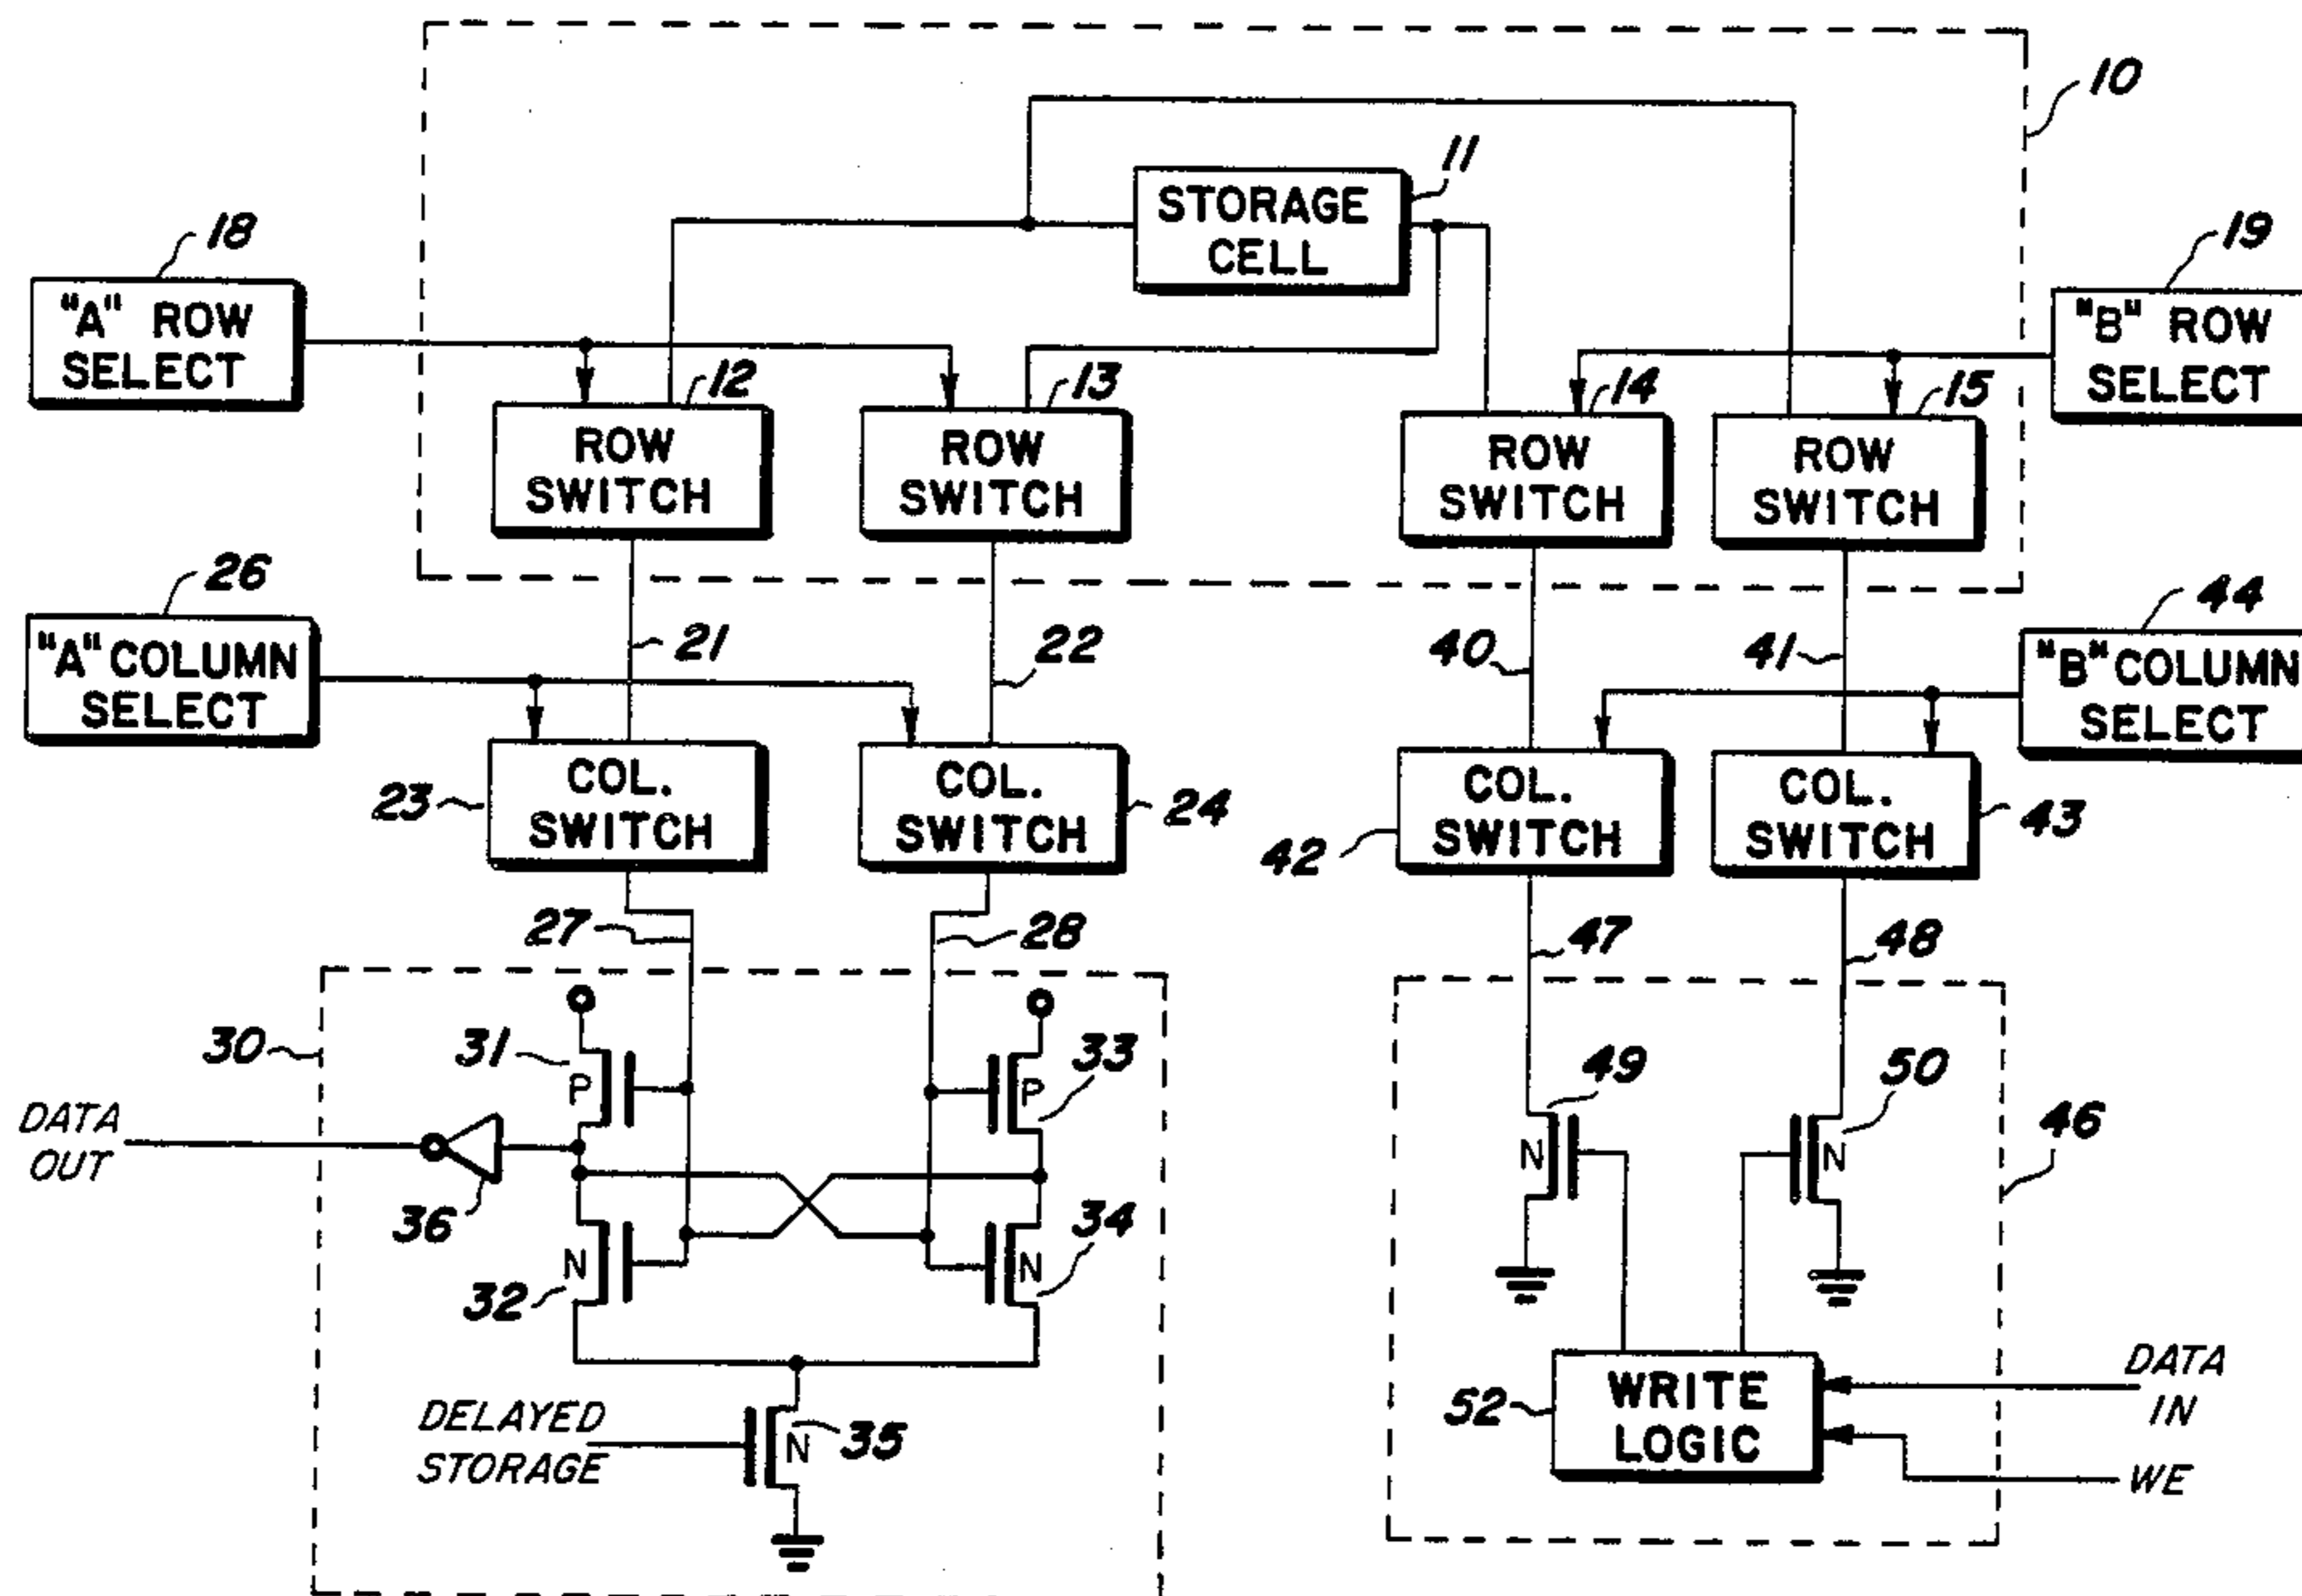 10
11
STORAGE
CELL
18
19
"A" ROW
SELECT
"B" ROW
SELECT
12
13
14
15
ROW
SWITCH
ROW
SWITCH
ROW
SWITCH
ROW
SWITCH
26
44
"A" COLUMN
SELECT
21
22
40
41
"B" COLUMN
SELECT
23
COL.
SWITCH
COL.
SWITCH
24
42
COL.
SWITCH
COL.
SWITCH
43
27
28
47
48
30
31
P
33
P
49
N
50
N
46
DATA
OUT
36
32
N
34
N
DELAYED
STORAGE
N
35
52
WRITE
LOGIC
DATA
IN
WE